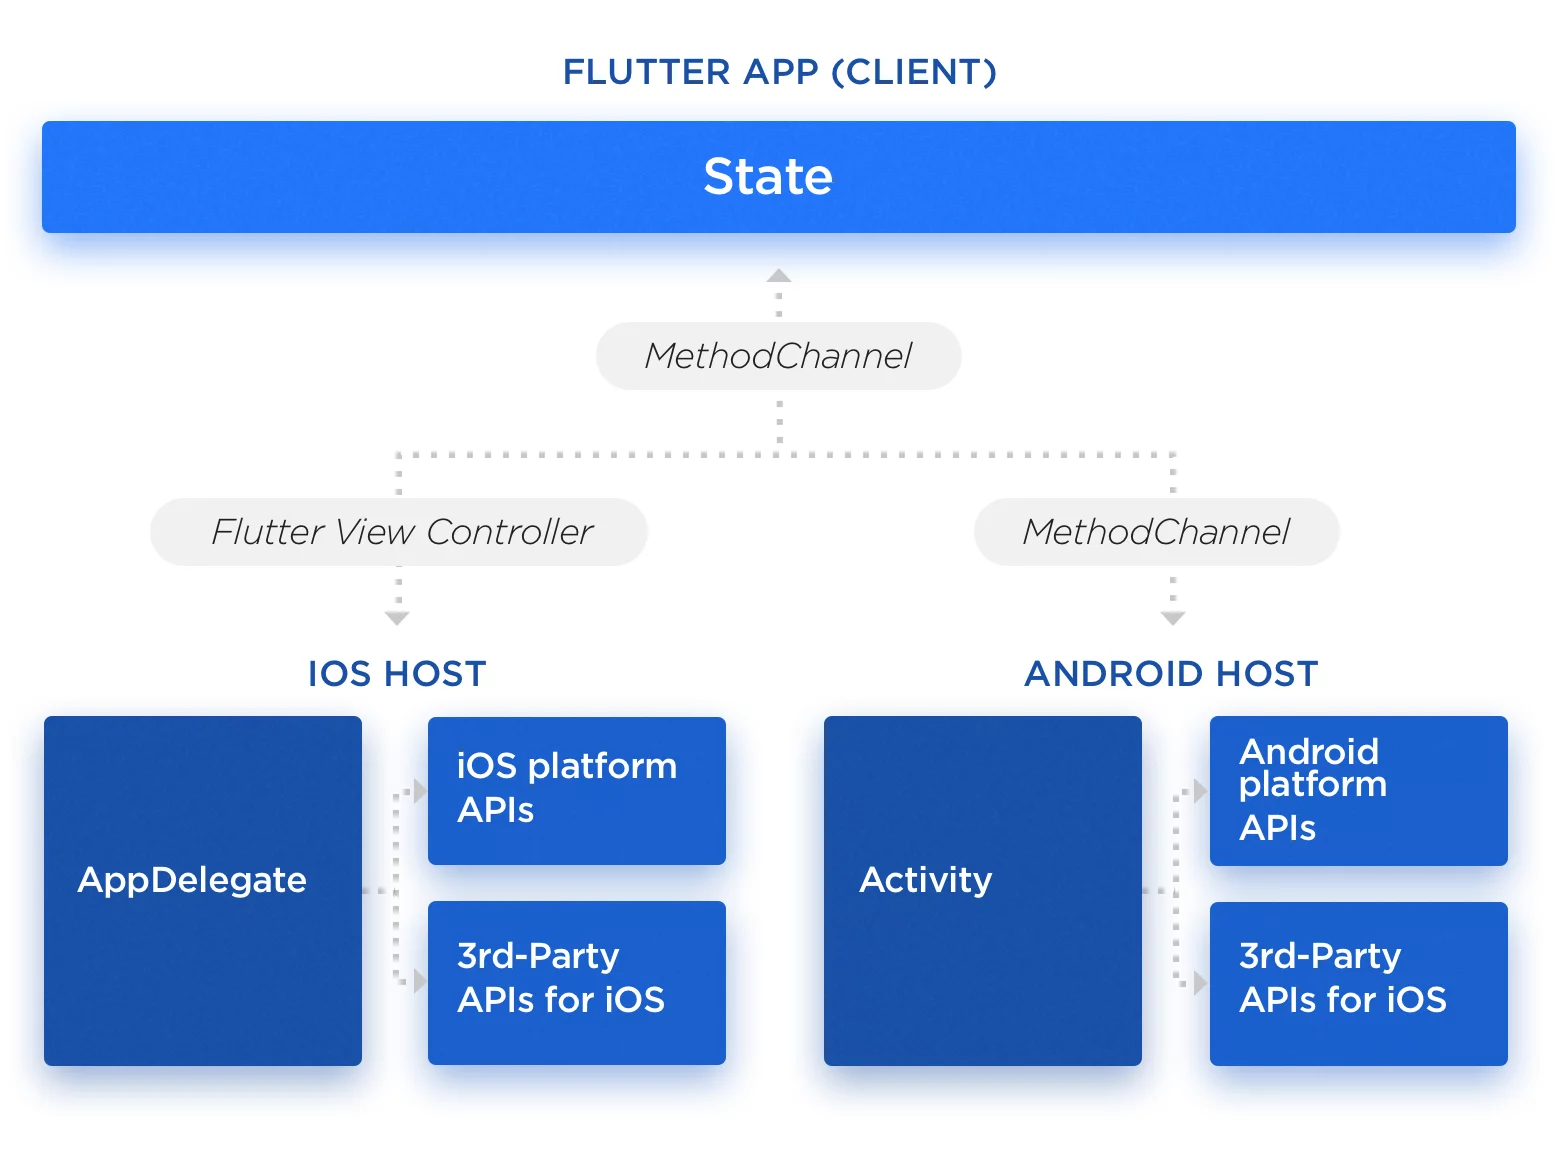 FLUTTER APP (CLIENT)
State
MethodChannel
Flutter View Controller
MethodChannel
IOS HOST
ANDROID HOST
AppDelegate
iOS platform
APIs
3rd-Party
APIs for iOS
Activity
Android
platform
APIs
3rd-Party
APIs for iOS